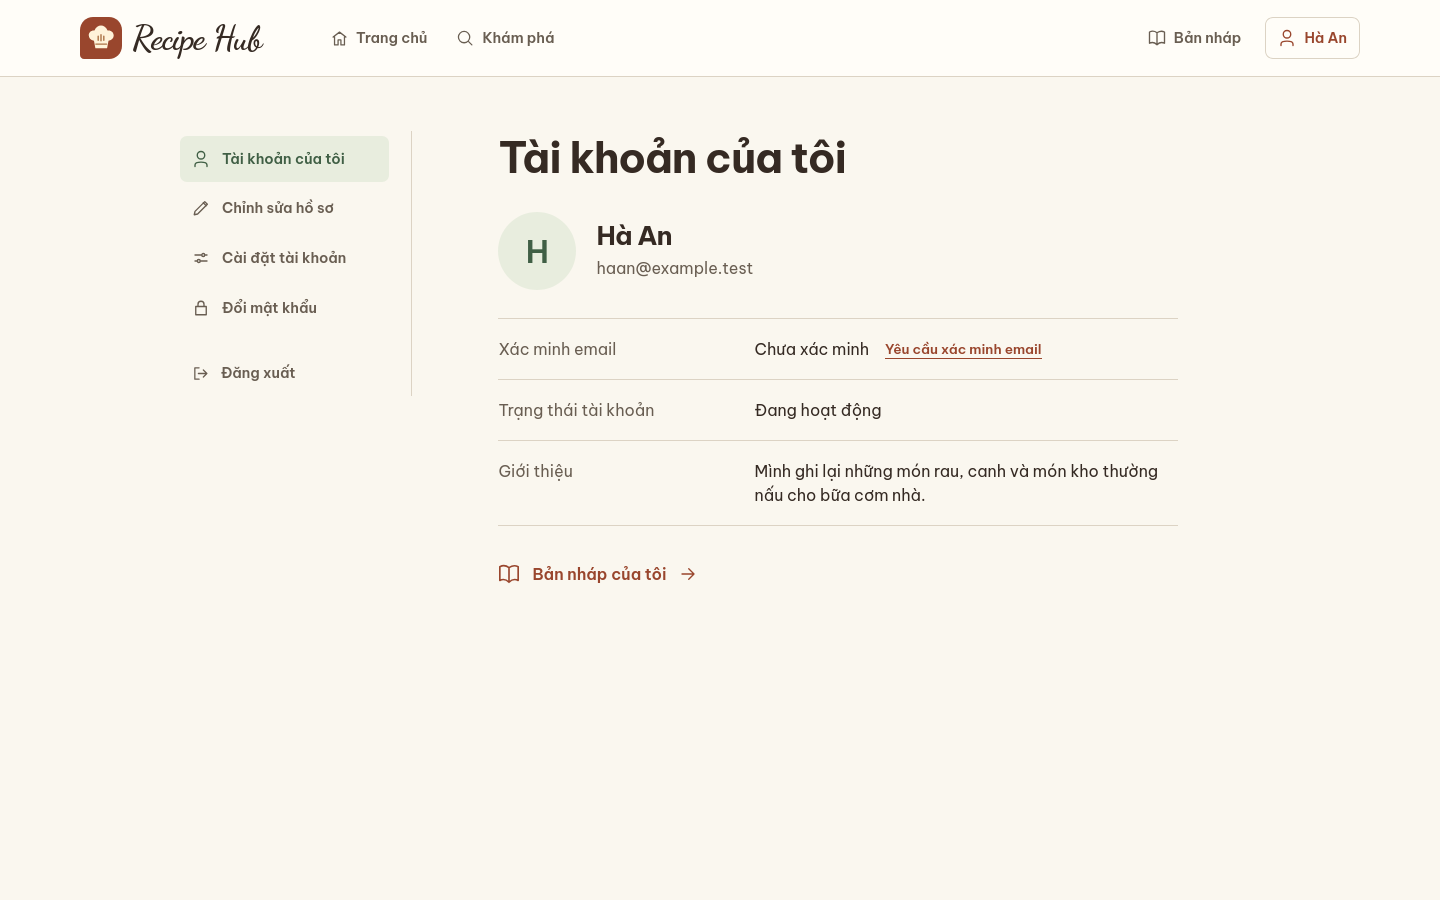 Recipe Hub
Trang chủ
Khám phá
Bản nháp
Hà An
Tài khoản của tôi
Chỉnh sửa hồ sơ
Cài đặt tài khoản
Đổi mật khẩu
Đăng xuất
Tài khoản của tôi
H
Hà An
haan@example.test
Xác minh email
Chưa xác minh
Yêu cầu xác minh email
Trạng thái tài khoản
Đang hoạt động
Giới thiệu
Mình ghi lại những món rau, canh và món kho thường
nấu cho bữa cơm nhà.
Bản nháp của tôi